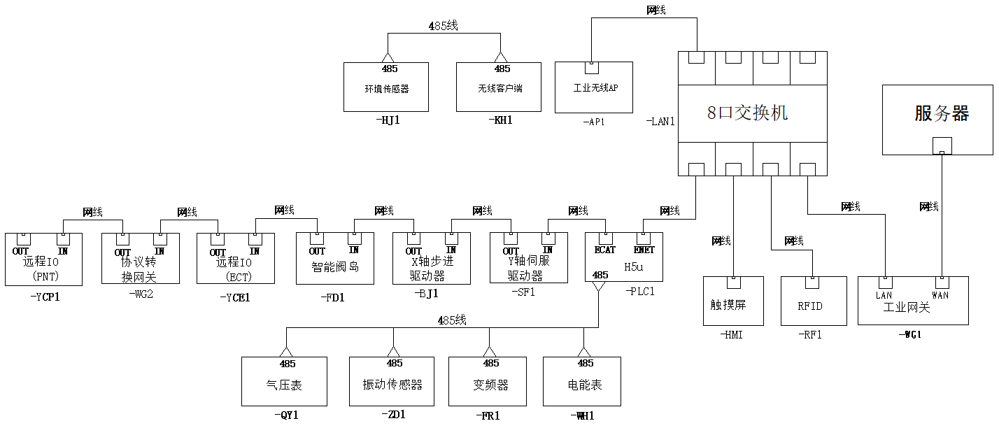 网线
485线
485
环境传感器
-HJ1
485
无线客户端
-KH1
工业无线AP
-AP1
-LAN1
8口交换机
服务器
网线
网线
网线
网线
网线
网线
网线
网线
网线
OUT IN
远程IO
(PNT)
-YCP1
OUT IN
协议转
换网关
-WG2
OUT IN
远程IO
(ECT)
-YCE1
OUT IN
智能阀岛
-FD1
OUT IN
X轴步进
驱动器
-BJ1
OUT IN
Y轴伺服
驱动器
-SF1
ECAT ENET
H5u
485
-PLC1
网线
触摸屏
-HMI
网线
RFID
-RF1
LAN WAN
工业网关
-WG1
485线
485
气压表
-QY1
485
振动传感器
-ZD1
485
变频器
-FR1
485
电能表
-WH1